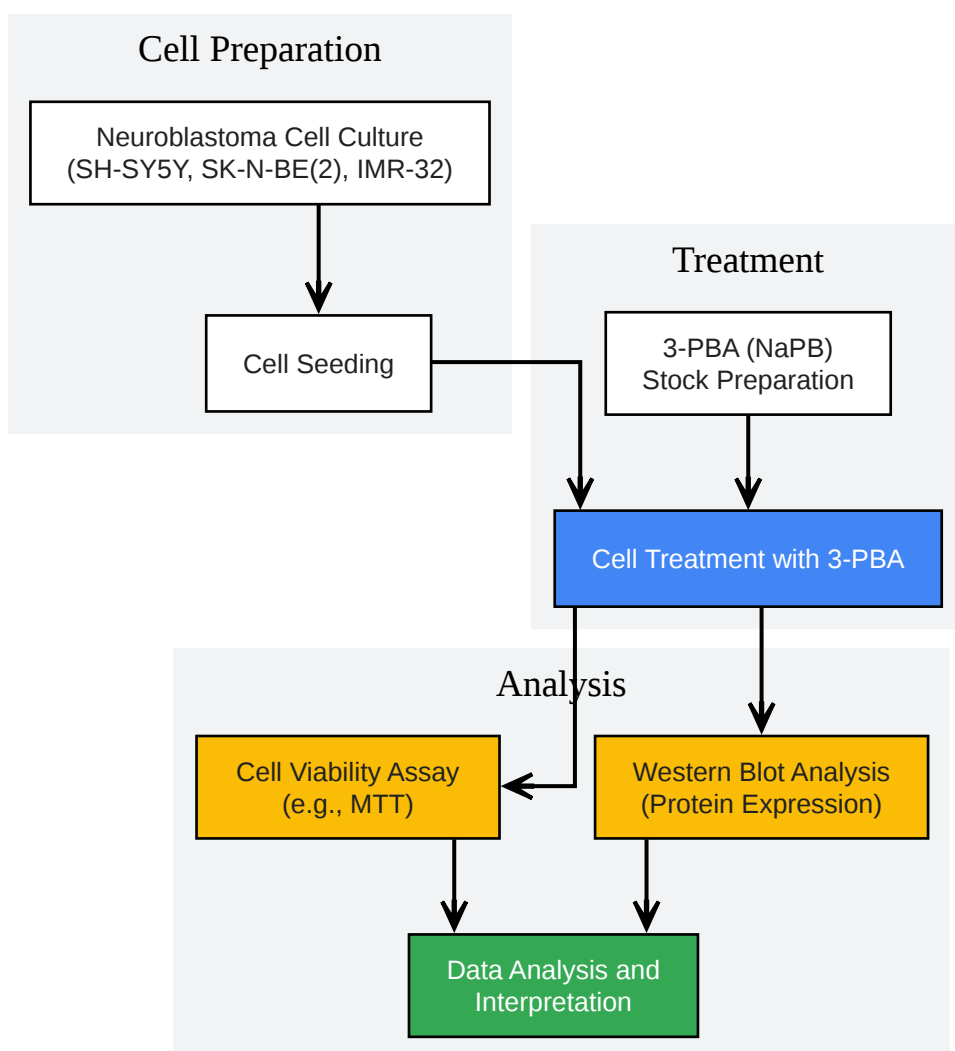 Cell Preparation
Neuroblastoma Cell Culture
(SH-SY5Y, SK-N-BE(2), IMR-32)
Cell Seeding
Treatment
3-PBA (NaPB)
Stock Preparation
Cell Treatment with 3-PBA
Analysis
Cell Viability Assay
(e.g., MTT)
Western Blot Analysis
(Protein Expression)
Data Analysis and
Interpretation